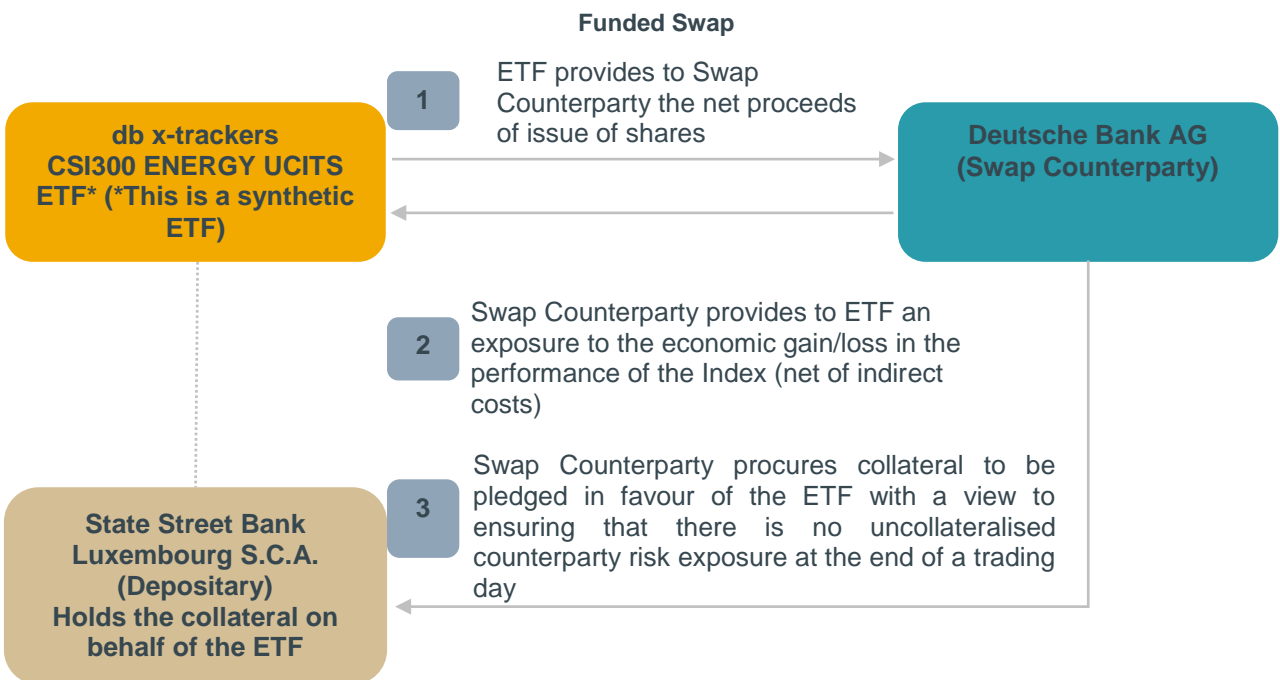 Funded Swap
1
ETF provides to Swap
Counterparty the net proceeds
of issue of shares
db x-trackers
CSI300 ENERGY UCITS
ETF* (*This is a synthetic
ETF)
Deutsche Bank AG
(Swap Counterparty)
2
Swap Counterparty provides to ETF an
exposure to the economic gain/loss in the
performance of the Index (net of indirect
costs)
3
Swap Counterparty procures collateral to be
pledged in favour of the ETF with a view to
ensuring that there is no uncollateralised
counterparty risk exposure at the end of a trading
day
State Street Bank
Luxembourg S.C.A.
(Depositary)
Holds the collateral on
behalf of the ETF